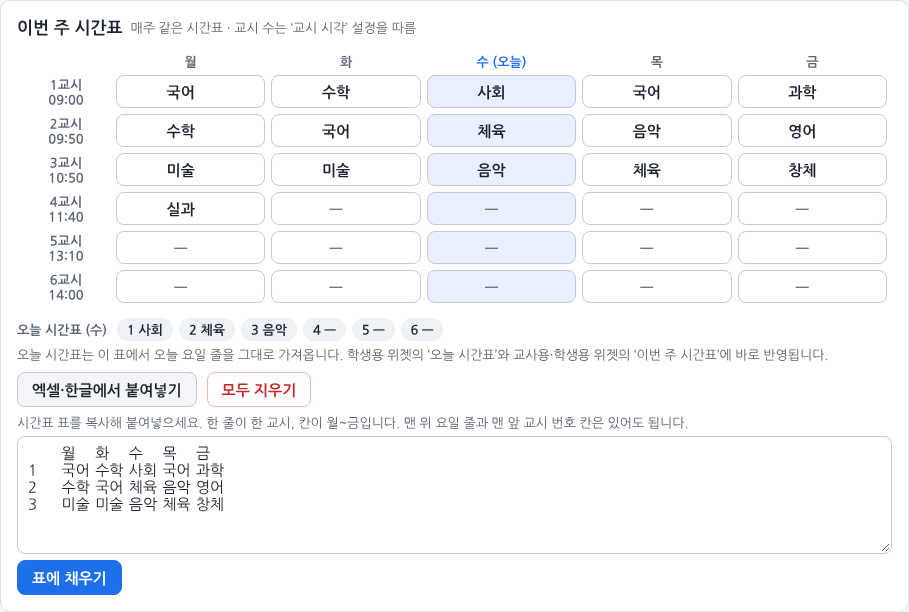 이번 주 시간표 매주 같은 시간표 · 교시 수는 '교시 시각' 설정을 따름
월 화 수 (오늘) 목 금
1교시 09:00 국어 수학 사회 국어 과학
2교시 09:50 수학 국어 체육 음악 영어
3교시 10:50 미술 미술 음악 체육 창체
4교시 11:40 실과 — — — —
5교시 13:10 — — — — —
6교시 14:00 — — — — —
오늘 시간표 (수) 1 사회 2 체육 3 음악 4 — 5 — 6 —
오늘 시간표는 이 표에서 오늘 요일 줄을 그대로 가져옵니다. 학생용 위젯의 '오늘 시간표'와 교사용·학생용 위젯의 '이번 주 시간표'에 바로 반영됩니다.
엑셀·한글에서 붙여넣기 모두 지우기
시간표 표를 복사해 붙여넣으세요. 한 줄이 한 교시, 칸이 월~금입니다. 맨 위 요일 줄과 맨 앞 교시 번호 칸은 있어도 됩니다.
월 화 수 목 금
1 국어 수학 사회 국어 과학
2 수학 국어 체육 음악 영어
3 미술 미술 음악 체육 창체
표에 채우기